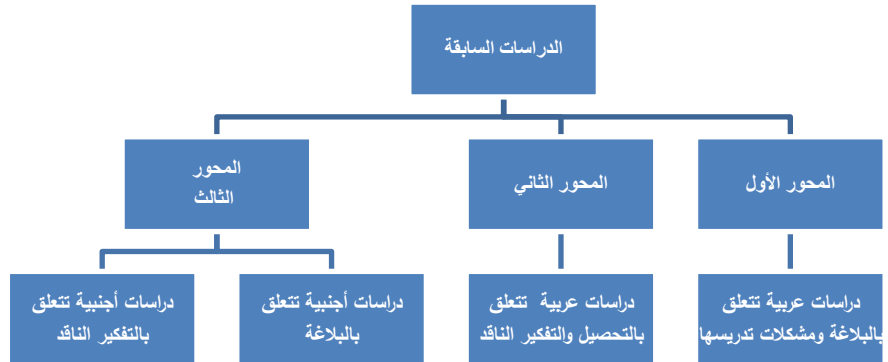 الدراسات السابقة
المحور الأول
المحور الثاني
المحور
الثالث
دراسات عربية تتعلق
بالبلاغة ومشكلات تدريسها
دراسات عربية تتعلق
بالتحصيل والتفكير الناقد
دراسات أجنبية تتعلق
بالبلاغة
دراسات أجنبية تتعلق
بالتفكير الناقد